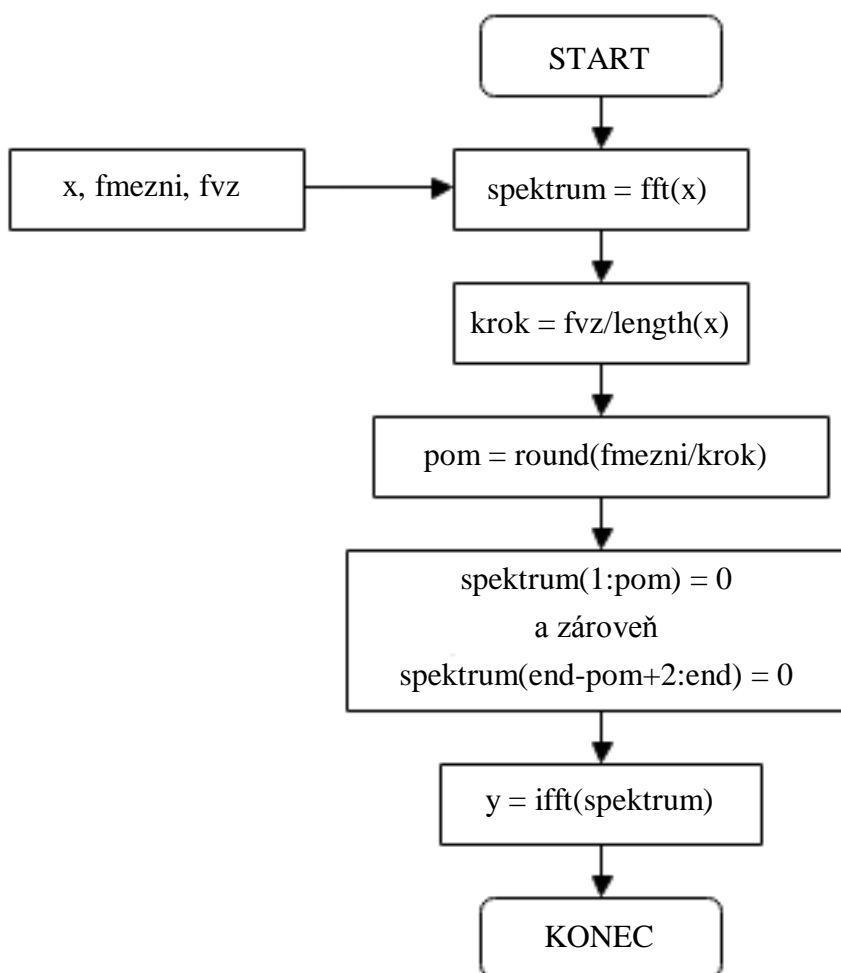 START
x, fmezni, fvz
spektrum = fft(x)
krok = fvz/length(x)
pom = round(fmezni/krok)
spektrum(1:pom) = 0
a zároveň
spektrum(end-pom+2:end) = 0
y = ifft(spektrum)
KONEC